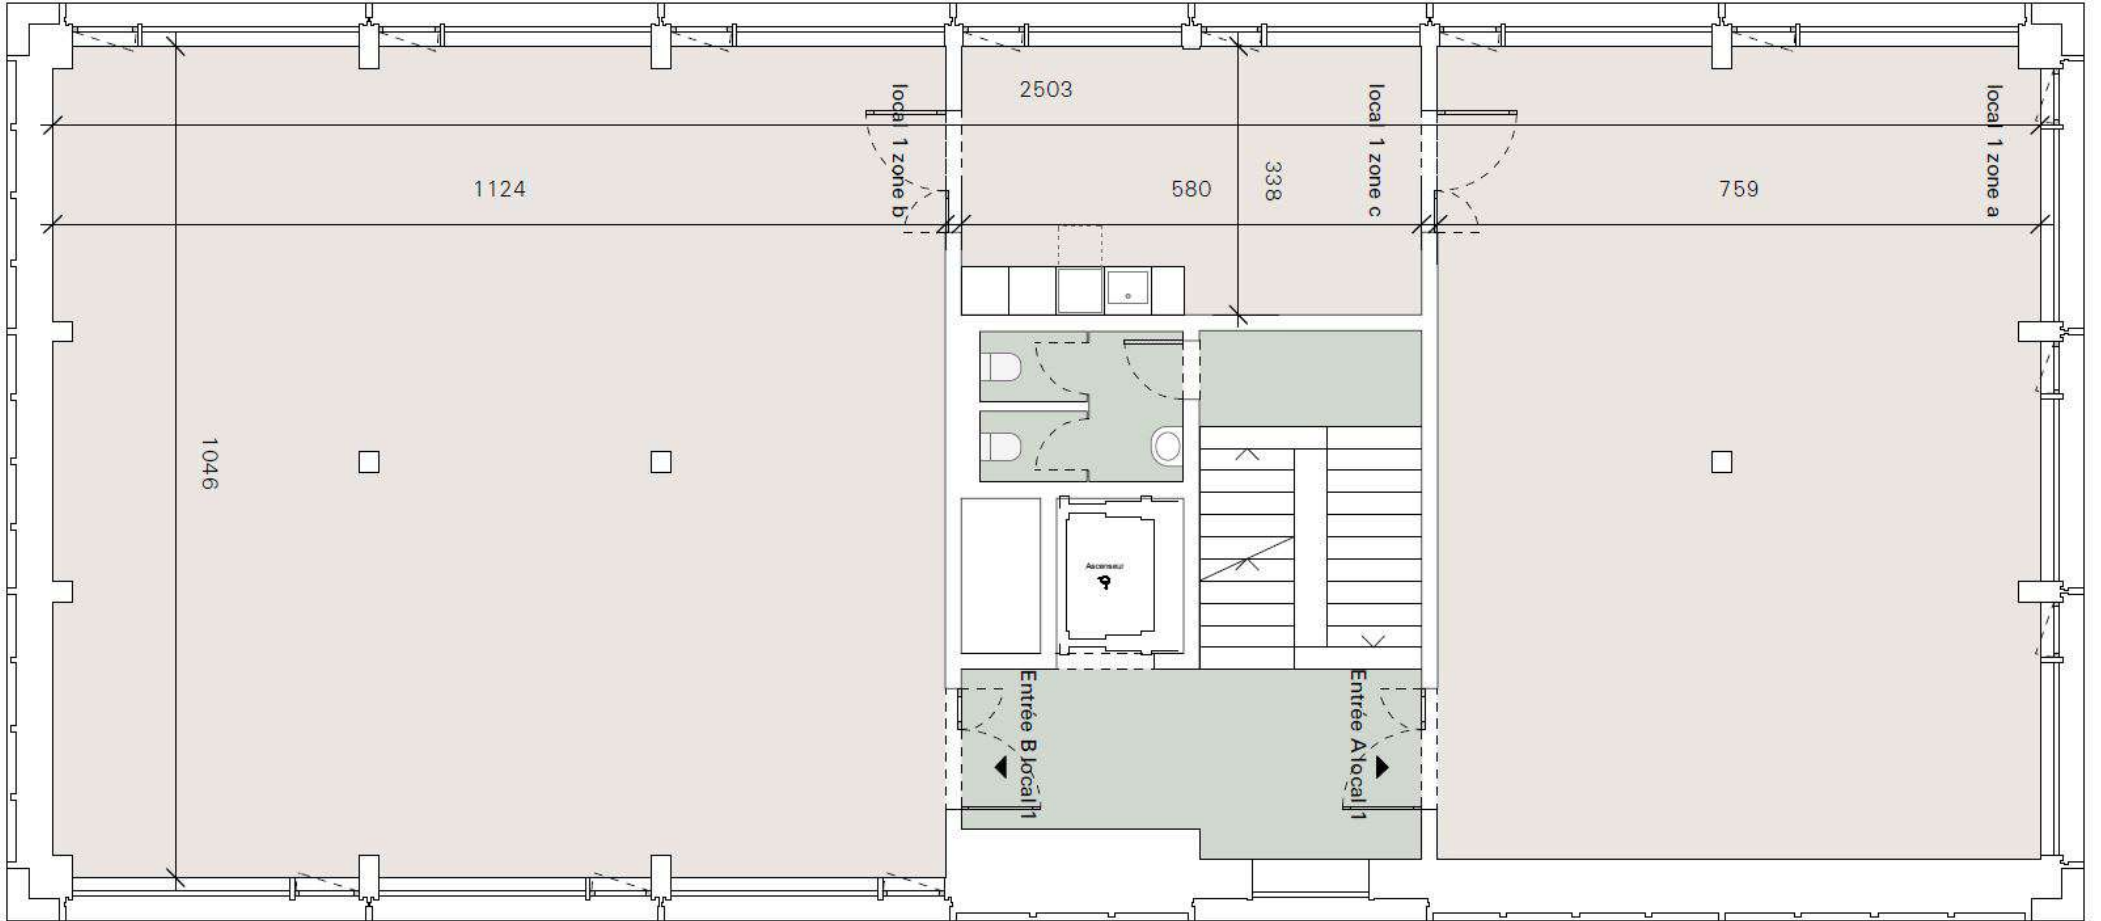 2503
local 1 zone b
local 1 zone c
local 1 zone a
1124
580
338
759
1046
Ascenseur
Entrée B local 1
Entrée A local 1